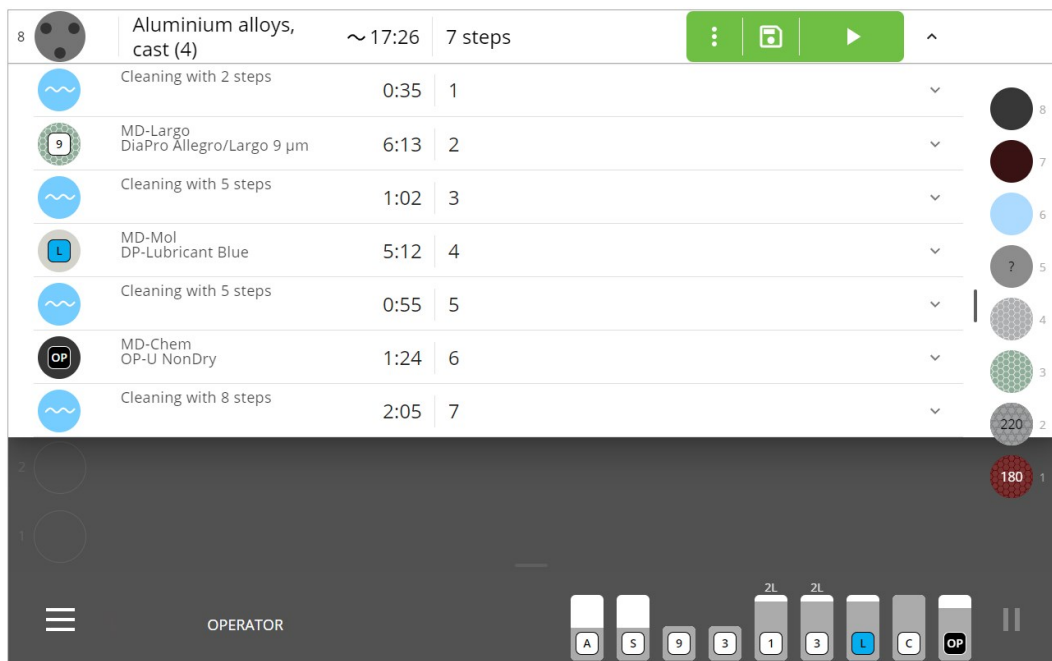 8 Aluminium alloys, cast (4) ~ 17:26 7 steps
Cleaning with 2 steps 0:35 1
9 MD-Largo
DiaPro Allegro/Largo 9 µm 6:13 2
Cleaning with 5 steps 1:02 3
L MD-Mol
DP-Lubricant Blue 5:12 4
Cleaning with 5 steps 0:55 5
OP MD-Chem
OP-U NonDry 1:24 6
Cleaning with 8 steps 2:05 7
8
7
6
? 5
4
3
220 2
180 1
2
1
OPERATOR
2L 2L
A S 9 3 1 3 L C OP